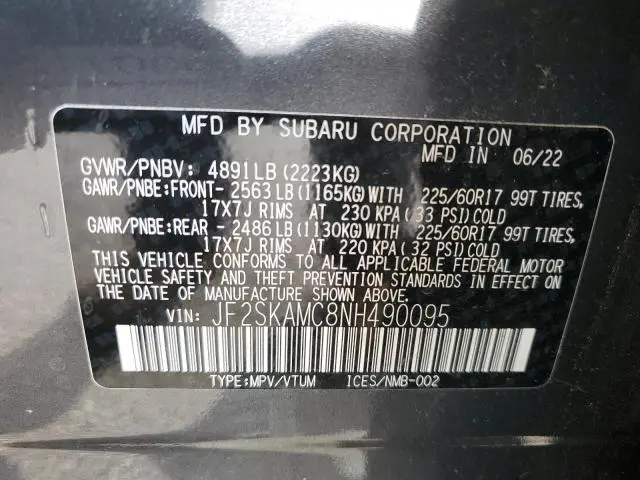 MFD BY SUBARU CORPORATION
MFD IN 06/22
GVWR/PNBV: 4891LB(2223KG)
GAWR/PNBE:FRONT- 2563LB(1165KG)WITH 225/60R17 99T TIRES,
17X7J RIMS AT 230 KPA(33 PSI)COLD
GAWR/PNBE:REAR - 2486LB(1130KG)WITH 225/60R17 99T TIRES,
17X7J RIMS AT 220 KPA(32 PSI)COLD
THIS VEHICLE CONFORMS TO ALL APPLICABLE FEDERAL MOTOR
VEHICLE SAFETY AND THEFT PREVENTION STANDARDS IN EFFECT ON
THE DATE OF MANUFACTURE SHOWN ABOVE.
VIN: JF2SKAMC8NH490095
TYPE:MPV/VTUM ICES/NMB-002